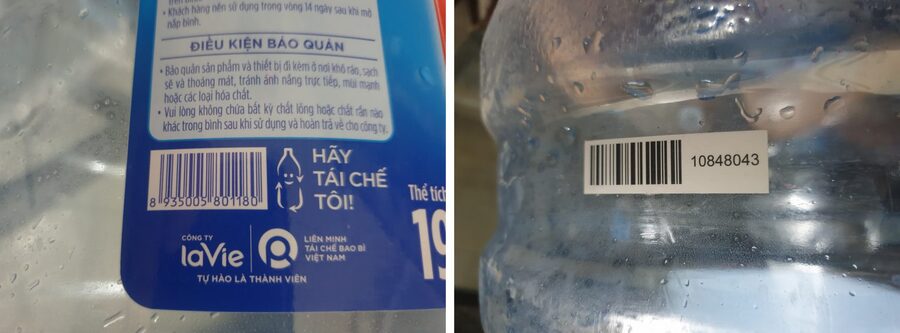 • Khách hàng nên sử dụng trong vòng 14 ngày sau khi mở
nắp bình.
ĐIỀU KIỆN BẢO QUẢN
• Bảo quản sản phẩm và thiết bị đi kèm ở nơi khô ráo, sạch
sẽ và thoáng mát, tránh ánh nắng trực tiếp, mùi mạnh
hoặc các loại hóa chất.
• Vui lòng không chứa bất kỳ chất lỏng hoặc chất rắn nào
khác trong bình sau khi sử dụng và hoàn trả về cho công ty.
8 935005 801180
HÃY
TÁI CHẾ
TÔI!
Thể tích
19
CÔNG TY
LaVie
LIÊN MINH
TÁI CHẾ BAO BÌ
VIỆT NAM
TỰ HÀO LÀ THÀNH VIÊN
10848043